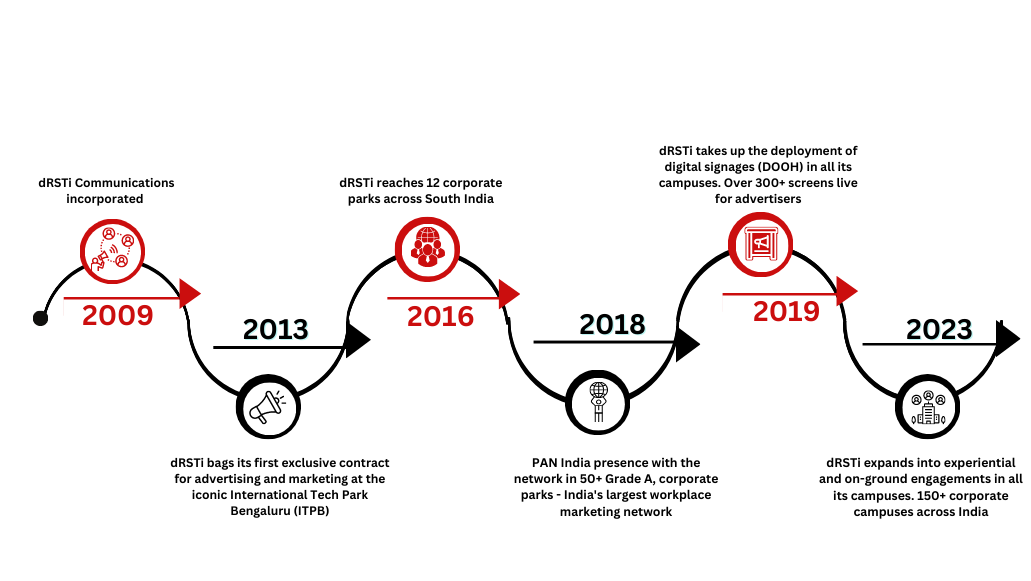 dRSTi Communications
incorporated
2009
2013
dRSTi bags its first exclusive contract
for advertising and marketing at the
iconic International Tech Park
Bengaluru (ITPB)
dRSTi reaches 12 corporate
parks across South India
2016
2018
PAN India presence with the
network in 50+ Grade A, corporate
parks - India's largest workplace
marketing network
dRSTi takes up the deployment of
digital signages (DOOH) in all its
campuses. Over 300+ screens live
for advertisers
A
2019
2023
dRSTi expands into experiential
and on-ground engagements in all
its campuses. 150+ corporate
campuses across India